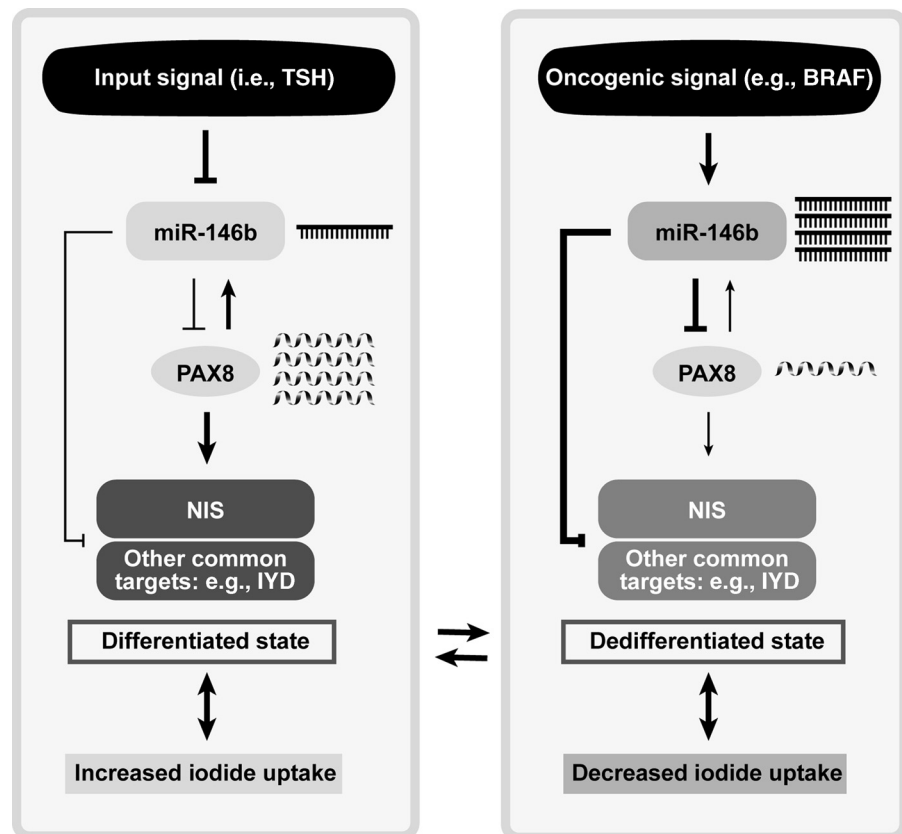 Input signal (i.e., TSH)
miR-146b
PAX8
NIS
Other common
targets: e.g., IYD
Differentiated state
Increased iodide uptake
Oncogenic signal (e.g., BRAF)
miR-146b
PAX8
NIS
Other common
targets: e.g., IYD
Dedifferentiated state
Decreased iodide uptake